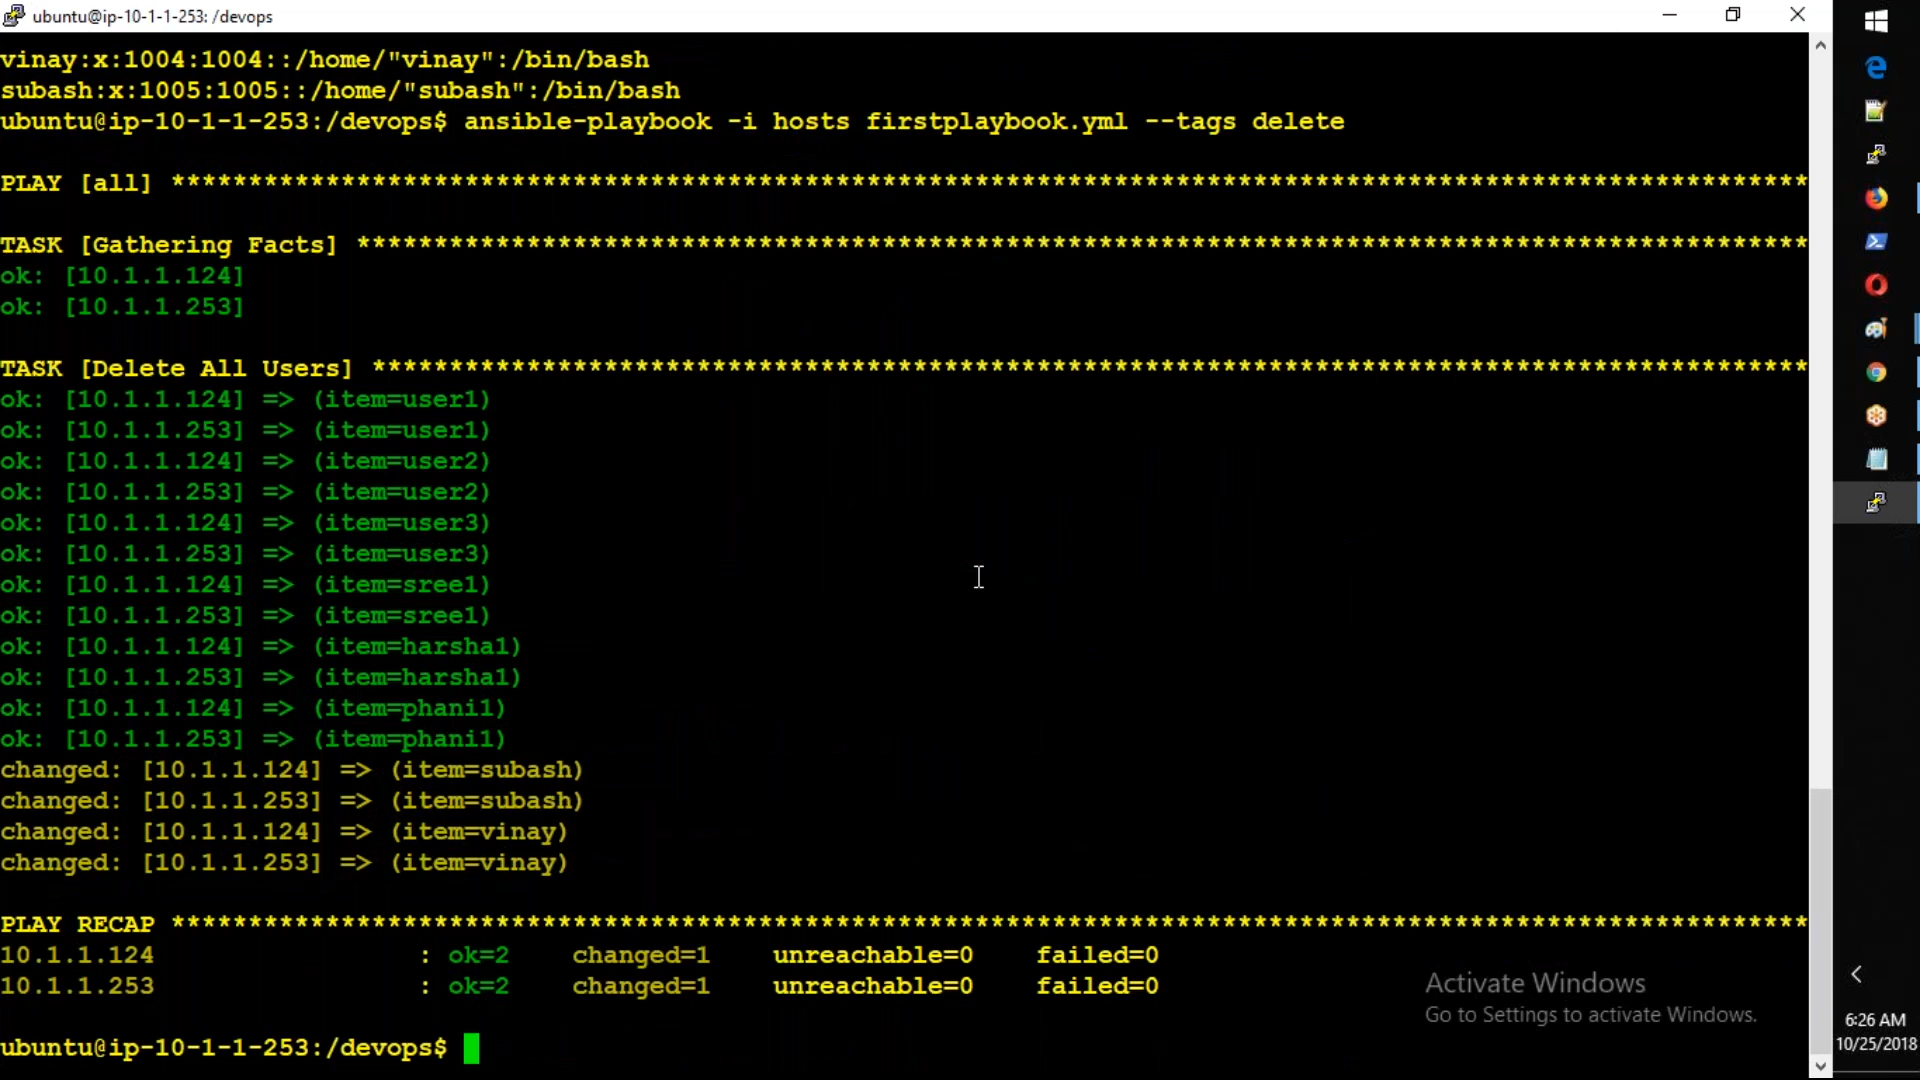 ubuntu@ip-10-1-1-253: /devops
vinay:x:1004:1004::/home/"vinay":/bin/bash
subash:x:1005:1005::/home/"subash":/bin/bash
ubuntu@ip-10-1-1-253:/devops$ ansible-playbook -i hosts firstplaybook.yml --tags delete
PLAY [all] **********************************************************************************************************
TASK [Gathering Facts] **********************************************************************************************
ok: [10.1.1.124]
ok: [10.1.1.253]
TASK [Delete All Users] *********************************************************************************************
ok: [10.1.1.124] => (item=user1)
ok: [10.1.1.253] => (item=user1)
ok: [10.1.1.124] => (item=user2)
ok: [10.1.1.253] => (item=user2)
ok: [10.1.1.124] => (item=user3)
ok: [10.1.1.253] => (item=user3)
ok: [10.1.1.124] => (item=sree1)
ok: [10.1.1.253] => (item=sree1)
ok: [10.1.1.124] => (item=harsha1)
ok: [10.1.1.253] => (item=harsha1)
ok: [10.1.1.124] => (item=phani1)
ok: [10.1.1.253] => (item=phani1)
changed: [10.1.1.124] => (item=subash)
changed: [10.1.1.253] => (item=subash)
changed: [10.1.1.124] => (item=vinay)
changed: [10.1.1.253] => (item=vinay)
PLAY RECAP **********************************************************************************************************
10.1.1.124 : ok=2 changed=1 unreachable=0 failed=0
10.1.1.253 : ok=2 changed=1 unreachable=0 failed=0
ubuntu@ip-10-1-1-253:/devops$
Activate Windows
Go to Settings to activate Windows.
6:26 AM
10/25/2018